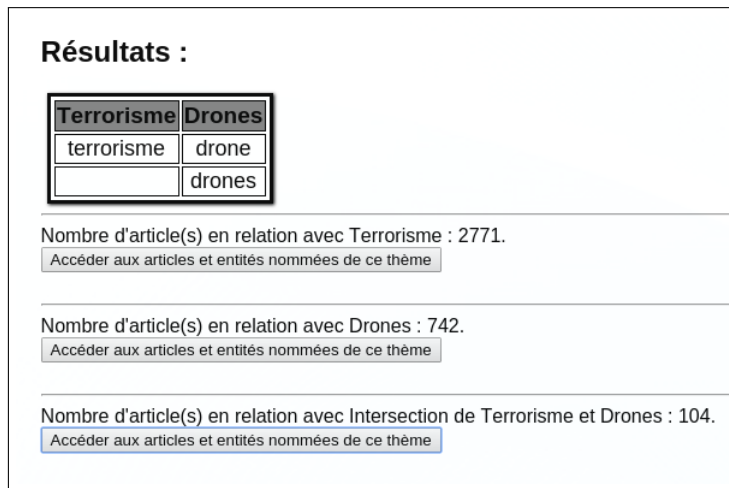 Résultats :
Terrorisme Drones
terrorisme drone
drones
Nombre d'article(s) en relation avec Terrorisme : 2771.
Accéder aux articles et entités nommées de ce thème
Nombre d'article(s) en relation avec Drones : 742.
Accéder aux articles et entités nommées de ce thème
Nombre d'article(s) en relation avec Intersection de Terrorisme et Drones : 104.
Accéder aux articles et entités nommées de ce thème